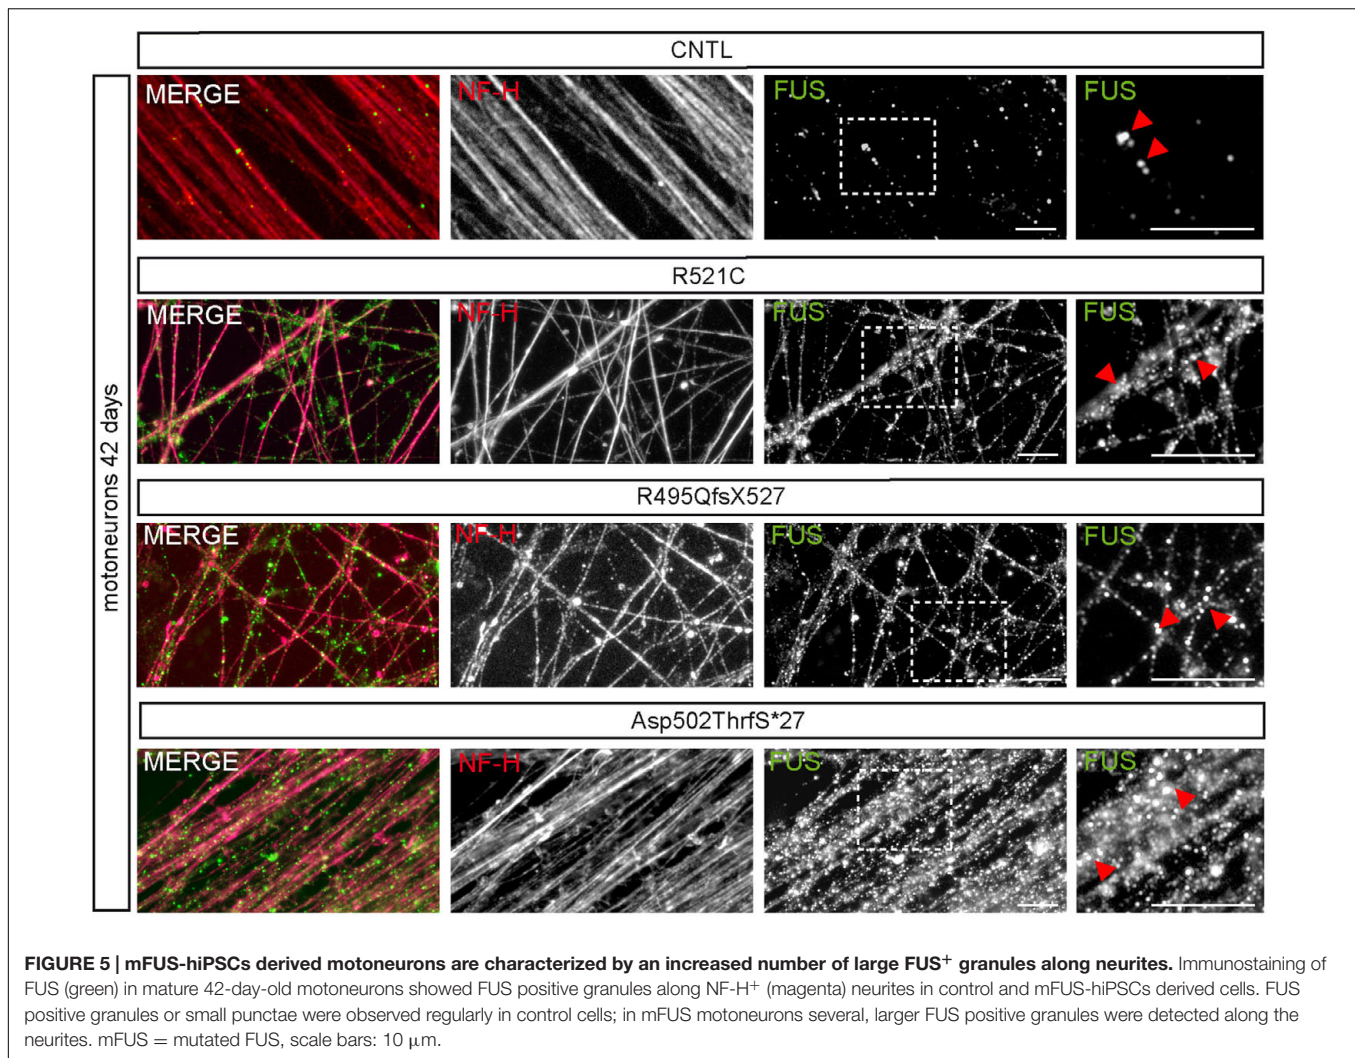 CNTL
MERGE NF-H FUS FUS
R521C
MERGE NF-H FUS FUS
R495QfsX527
MERGE NF-H FUS FUS
Asp502ThrfS*27
MERGE NF-H FUS FUS
motoneurons 42 days
FIGURE 5 | mFUS-hiPSCs derived motoneurons are characterized by an increased number of large FUS⁺ granules along neurites. Immunostaining of
FUS (green) in mature 42-day-old motoneurons showed FUS positive granules along NF-H⁺ (magenta) neurites in control and mFUS-hiPSCs derived cells. FUS
positive granules or small punctae were observed regularly in control cells; in mFUS motoneurons several, larger FUS positive granules were detected along the
neurites. mFUS = mutated FUS, scale bars: 10 μm.